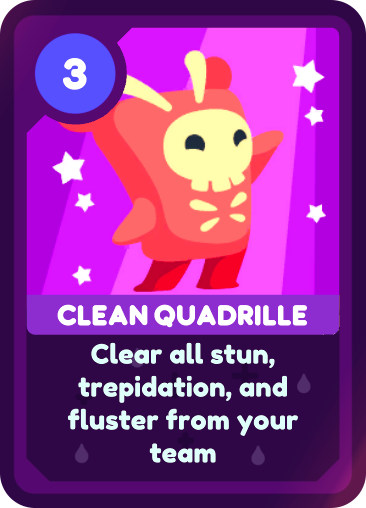 3
CLEAN QUADRILLE
Clear all stun,
trepidation, and
fluster from your
team